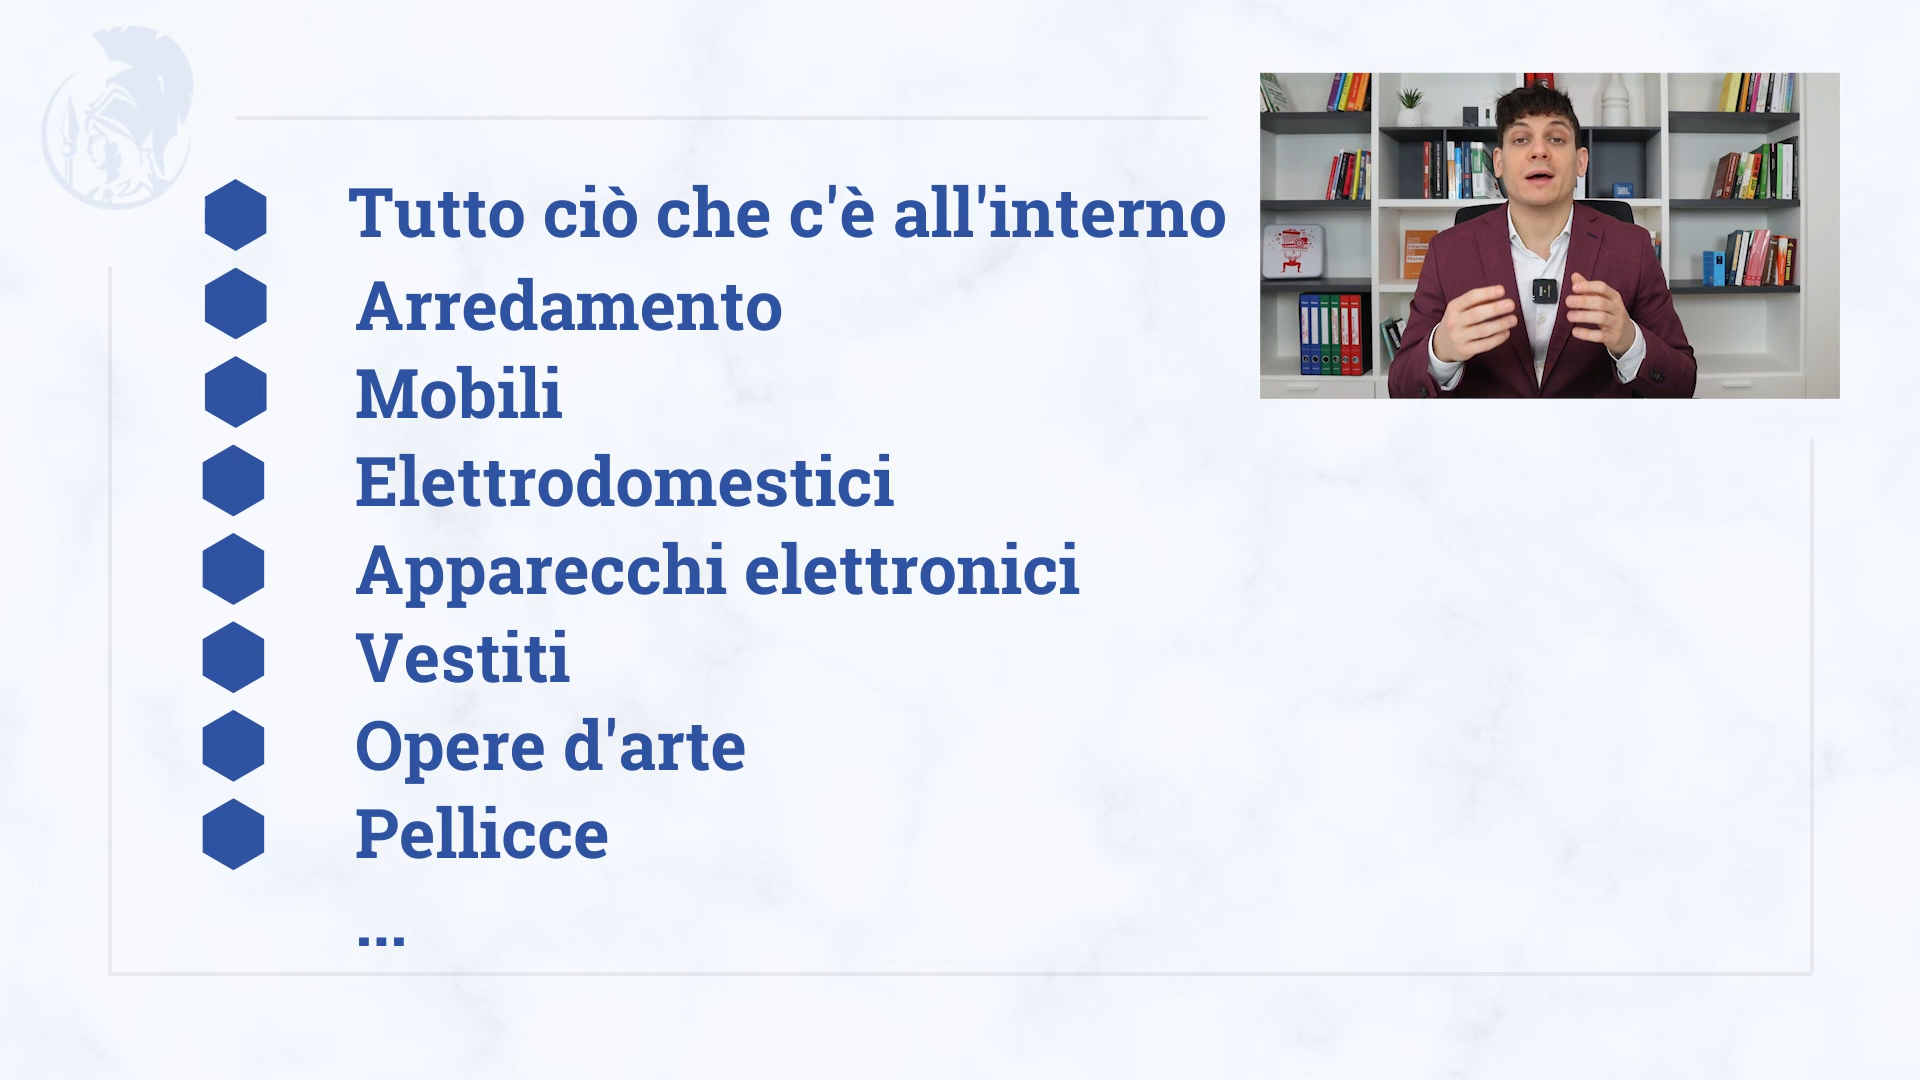 Tutto ciò che c'è all'interno
Arredamento
Mobili
Elettrodomestici
Apparecchi elettronici
Vestiti
Opere d'arte
Pellicce
...